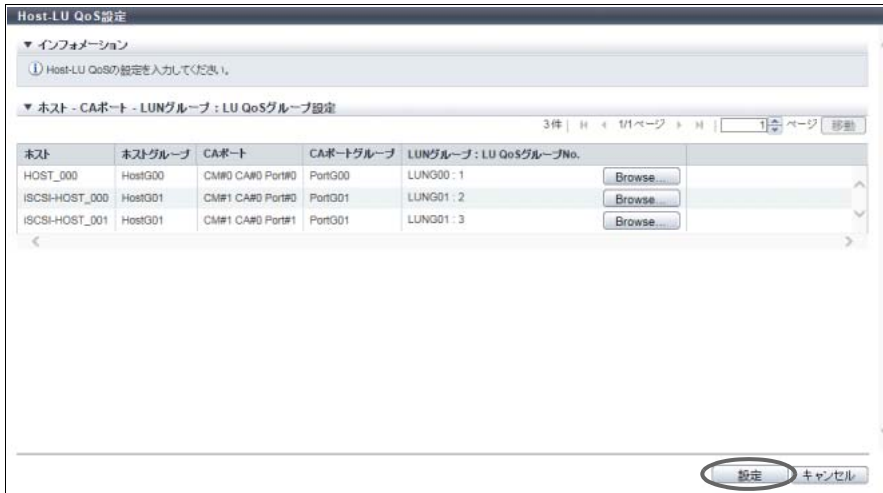 Host-LU QoS設定
▼ インフォメーション
Host-LU QoSの設定を入力してください。
▼ ホスト - CAポート - LUNグループ : LU QoSグループ設定
3件 | 1/1ページ | 1 ページ 移動
ホスト ホストグループ CAポート CAポートグループ LUNグループ : LU QoSグループNo.
HOST_000 HostG00 CM#0 CA#0 Port#0 PortG00 LUNG00 : 1 Browse...
iSCSI-HOST_000 HostG01 CM#1 CA#0 Port#0 PortG01 LUNG01 : 2 Browse...
iSCSI-HOST_001 HostG01 CM#1 CA#0 Port#1 PortG01 LUNG01 : 3 Browse...
設定 キャンセル